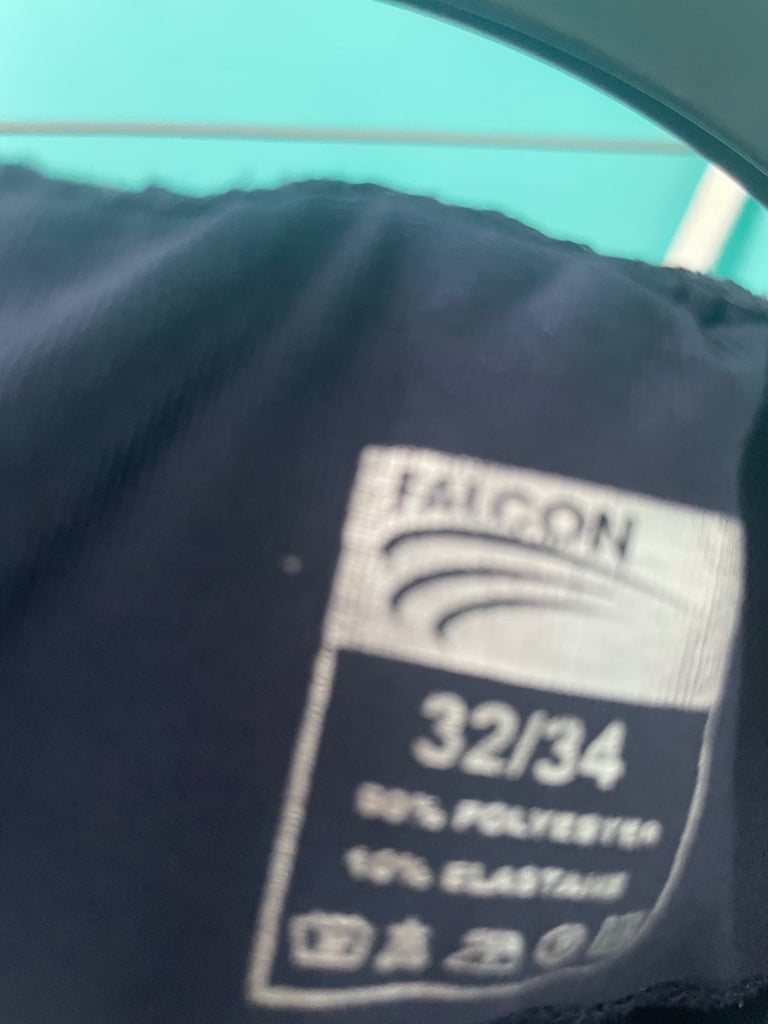 FALCON
32/34
POLYESTER
10% ELASTANE